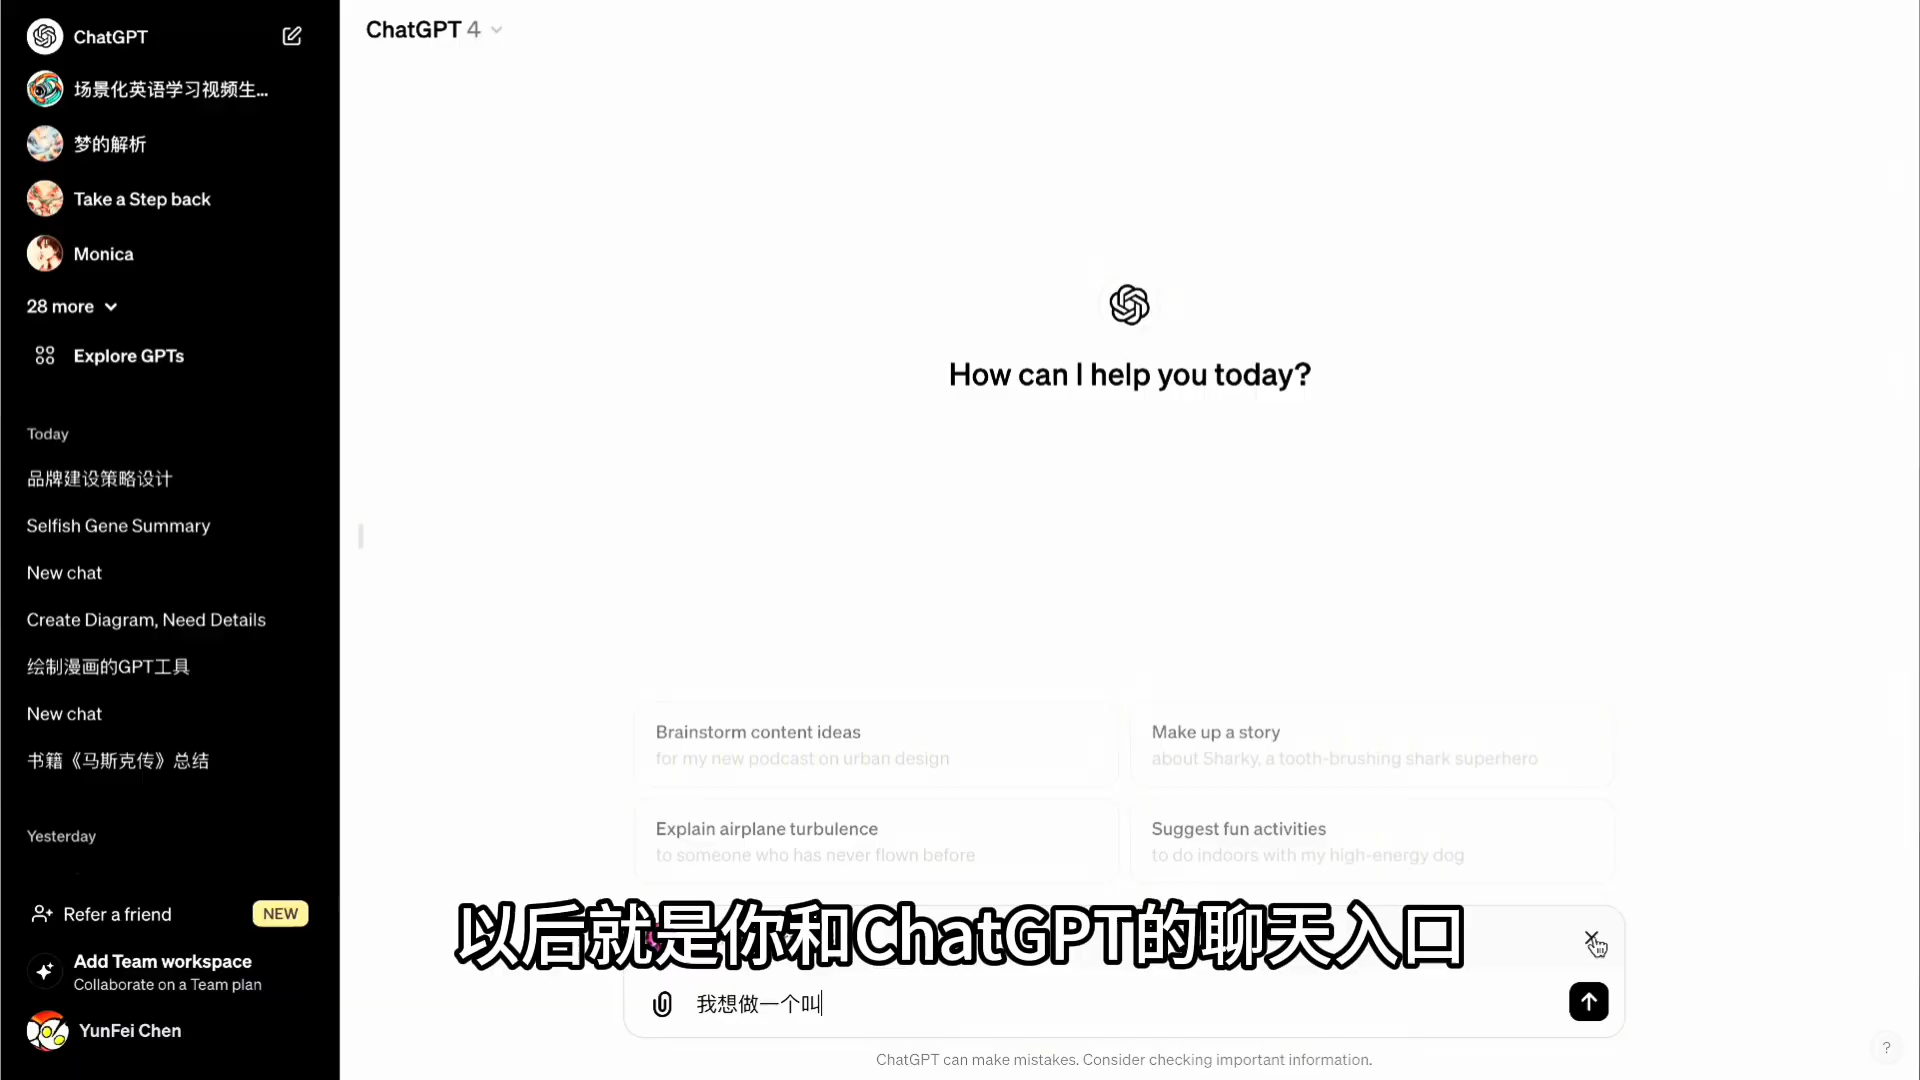 ChatGPT
场景化英语学习视频生...
梦的解析
Take a Step back
Monica
28 more
Explore GPTs
Today
品牌建设策略设计
Selfish Gene Summary
New chat
Create Diagram, Need Details
绘制漫画的GPT工具
New chat
书籍《马斯克传》总结
Yesterday
Refer a friend
NEW
Add Team workspace
Collaborate on a Team plan
YunFei Chen
ChatGPT 4
How can I help you today?
Brainstorm content ideas
for my new podcast on urban design
Make up a story
about Sharky, a tooth-brushing shark superhero
Explain airplane turbulence
to someone who has never flown before
Suggest fun activities
to do indoors with my high-energy dog
以后就是你和ChatGPT的聊天入口
我想做一个叫
ChatGPT can make mistakes. Consider checking important information.
?